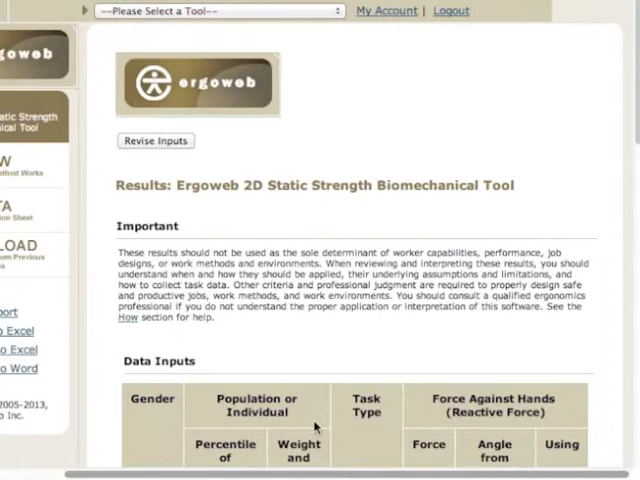 --Please Select a Tool--
My Account | Logout
goweb
ergoweb
atic Strength
nical Tool
Revise Inputs
W
ethod Works
Results: Ergoweb 2D Static Strength Biomechanical Tool
TA
ion Sheet
Important
LOAD
om Previous
s
These results should not be used as the sole determinant of worker capabilities, performance, job
designs, or work methods and environments. When reviewing and interpreting these results, you should
understand when and how they should be applied, their underlying assumptions and limitations, and
how to collect task data. Other criteria and professional judgment are required to properly design safe
and productive jobs, work methods, and work environments. You should consult a qualified ergonomics
professional if you do not understand the proper application or interpretation of this software. See the
How section for help.
port
o Excel
o Excel
o Word
Data Inputs
2005-2013,
o Inc.
Gender
Population or
Individual
Task
Type
Force Against Hands
(Reactive Force)
Percentile
of
Weight
and
Force
Angle
from
Using